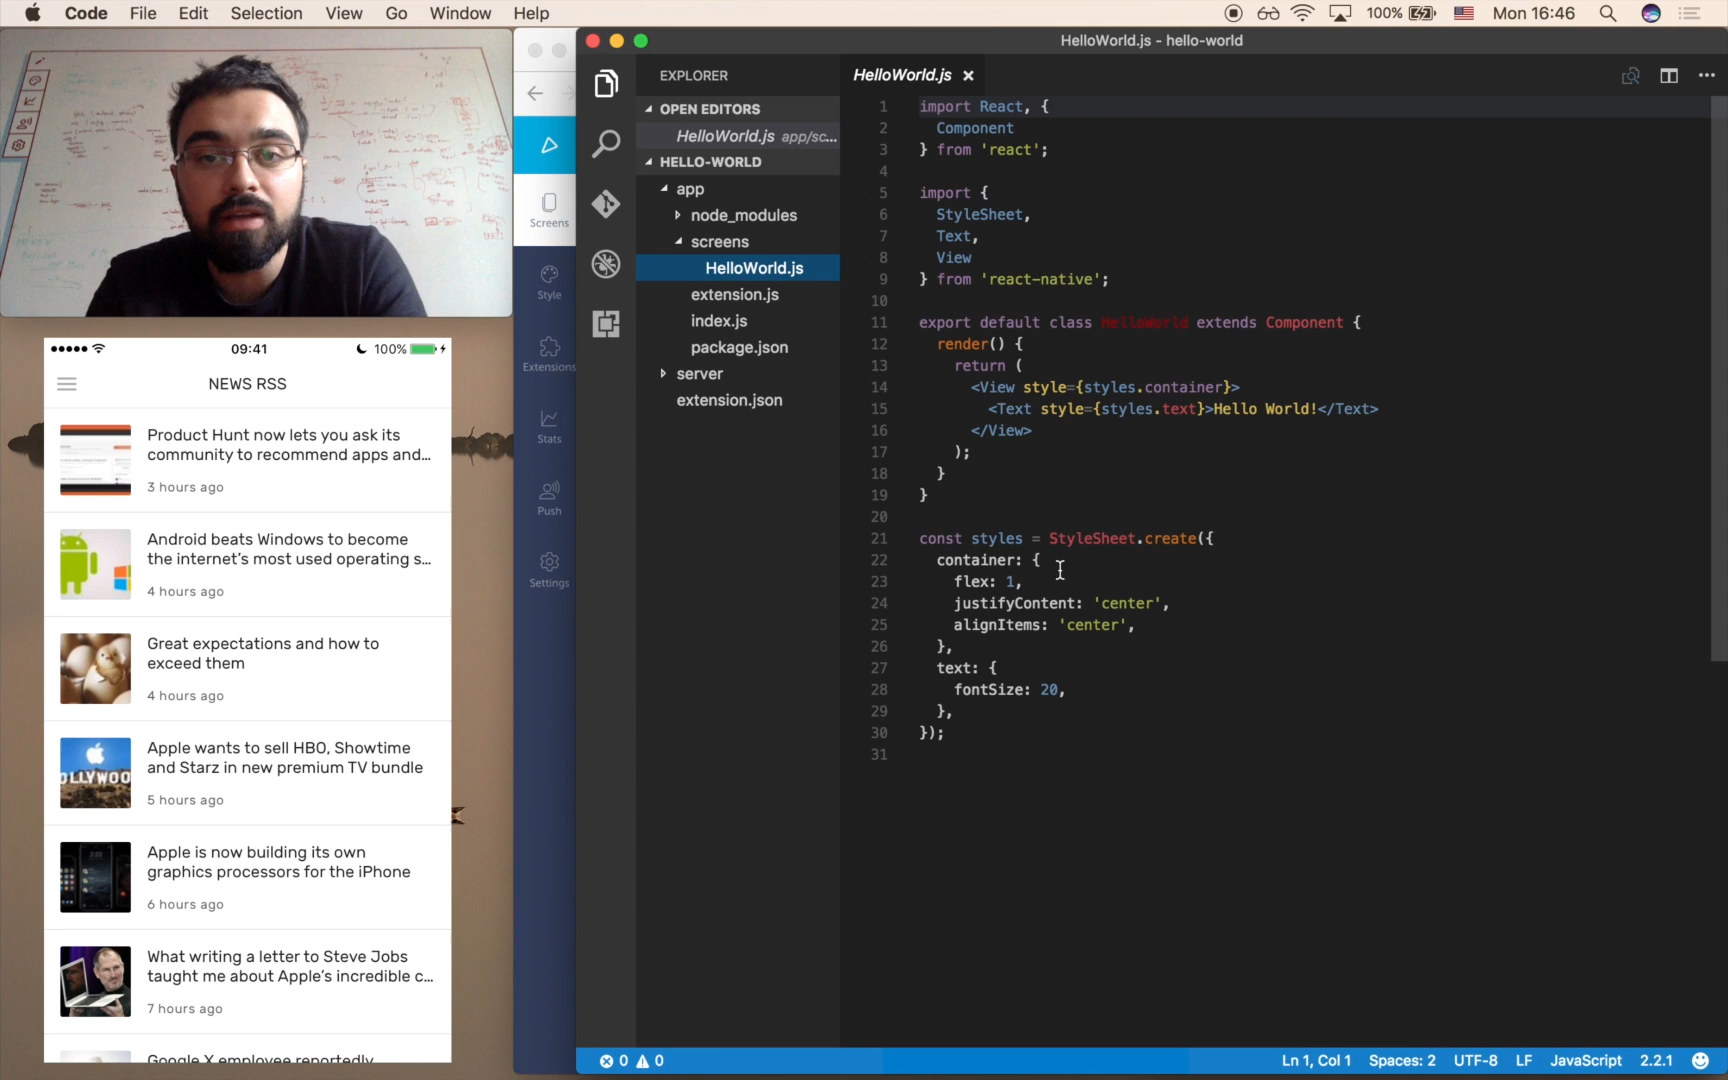 Code File Edit Selection View Go Window Help
100% Mon 16:46
09:41 100%
NEWS RSS
Product Hunt now lets you ask its
community to recommend apps and...
3 hours ago
Android beats Windows to become
the internet's most used operating s...
4 hours ago
Great expectations and how to
exceed them
4 hours ago
Apple wants to sell HBO, Showtime
and Starz in new premium TV bundle
5 hours ago
Apple is now building its own
graphics processors for the iPhone
6 hours ago
What writing a letter to Steve Jobs
taught me about Apple's incredible c...
7 hours ago
Google X employee reportedly
Screens
Style
Extensions
Stats
Push
Settings
HelloWorld.js - hello-world
EXPLORER
OPEN EDITORS
HelloWorld.js app/sc...
HELLO-WORLD
app
node_modules
screens
HelloWorld.js
extension.js
index.js
package.json
server
extension.json
HelloWorld.js
1 import React, {
2 Component
3 } from 'react';
4
5 import {
6 StyleSheet,
7 Text,
8 View
9 } from 'react-native';
10
11 export default class HelloWorld extends Component {
12 render() {
13 return (
14 <View style={styles.container}>
15 <Text style={styles.text}>Hello World!</Text>
16 </View>
17 );
18 }
19 }
20
21 const styles = StyleSheet.create({
22 container: {
23 flex: 1,
24 justifyContent: 'center',
25 alignItems: 'center',
26 },
27 text: {
28 fontSize: 20,
29 },
30 });
31
0 0 Ln 1, Col 1 Spaces: 2 UTF-8 LF JavaScript 2.2.1